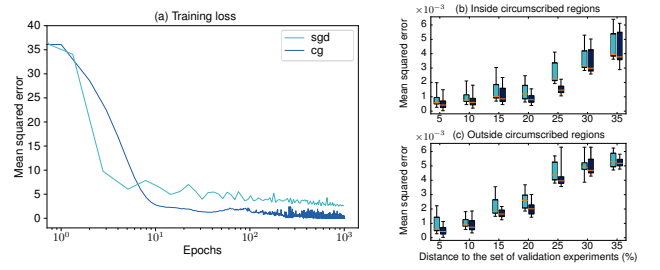 (a) Training loss
Mean squared error
40
35
30
25
20
15
10
5
0
sgd
cg
10⁰
10¹
10²
10³
Epochs
(b) Inside circumscribed regions
×10⁻³
Mean squared error
6
5
4
3
2
1
0
5 10 15 20 25 30 35
(c) Outside circumscribed regions
×10⁻³
Mean squared error
6
5
4
3
2
1
0
5 10 15 20 25 30 35
Distance to the set of validation experiments (%)